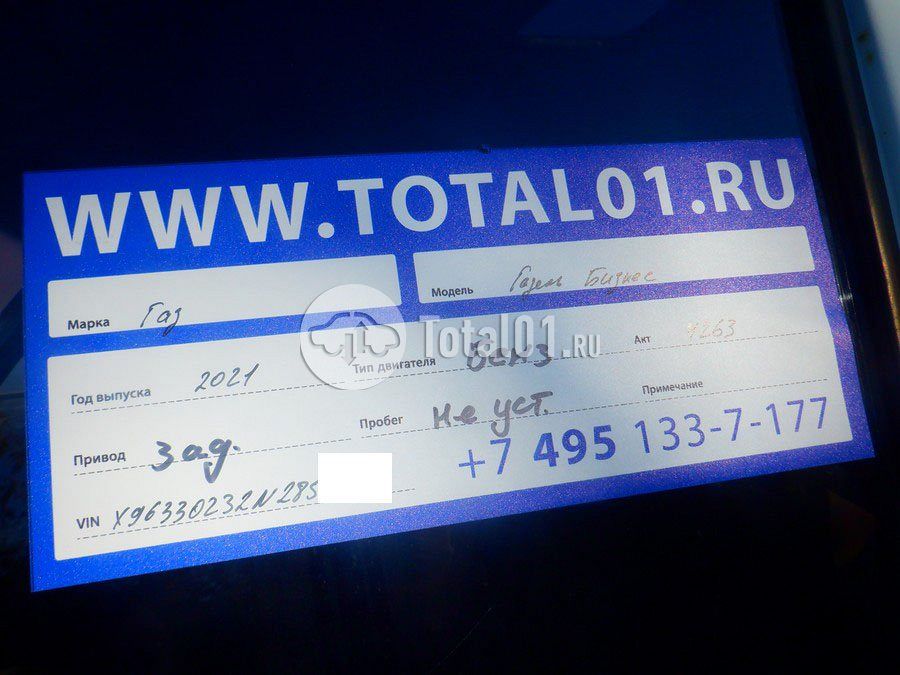 WWW.TOTAL01.RU
Марка Газ
Модель Газель Бизнес
Total01.RU
Год выпуска 2021
Тип двигателя бенз
Акт 4263
Привод зад.
Пробег не уст.
Примечание
VIN X96330232N285
+7 495 133-7-177